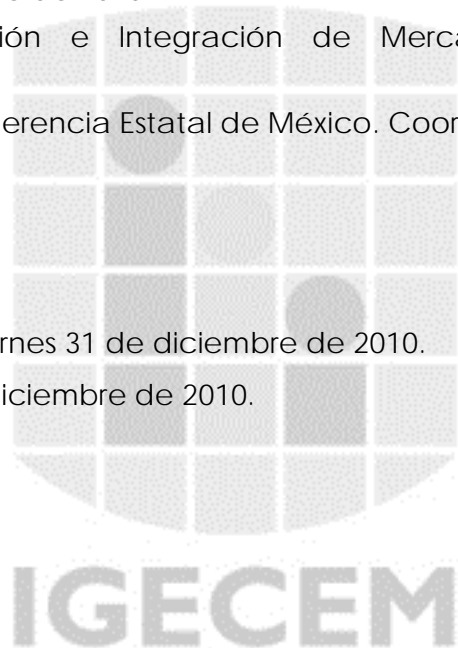 ión e Integración de Merca
erencia Estatal de México. Coor
rnes 31 de diciembre de 2010.
iciembre de 2010.
IGECEM